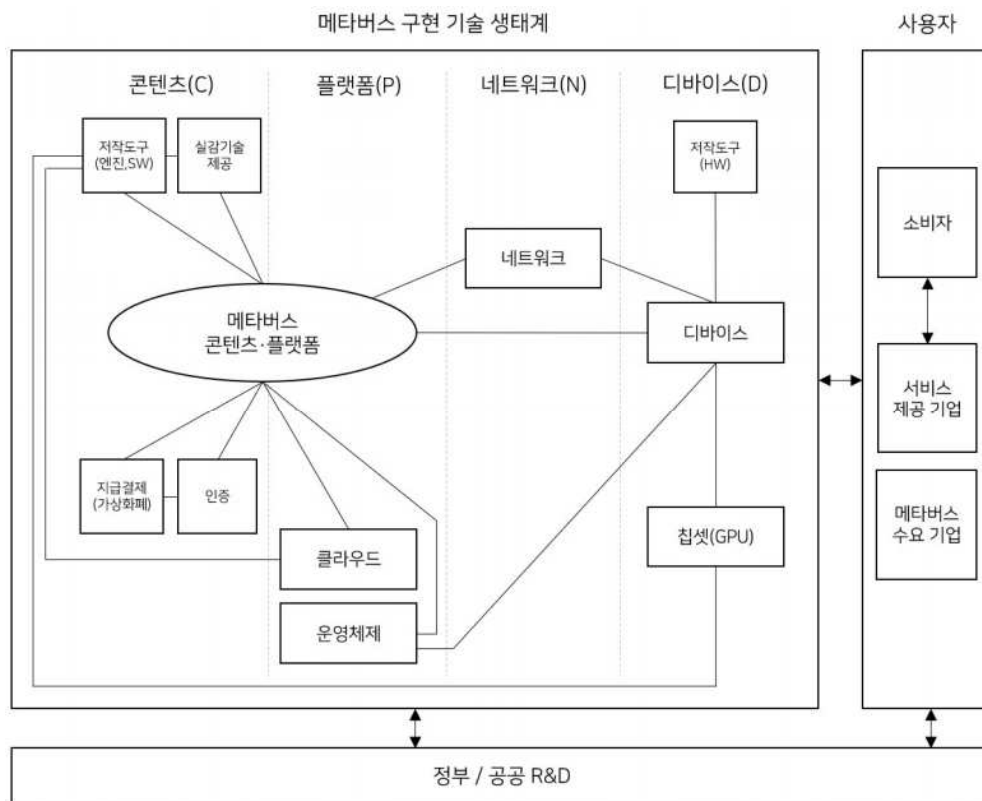 메타버스 구현 기술 생태계
사용자
콘텐츠(C)
플랫폼(P)
네트워크(N)
디바이스(D)
저작도구
(엔진,SW)
실감기술
제공
저작도구
(HW)
네트워크
메타버스
콘텐츠·플랫폼
디바이스
지급결제
(가상화폐)
인증
클라우드
운영체제
칩셋(GPU)
소비자
서비스
제공 기업
메타버스
수요 기업
정부 / 공공 R&D